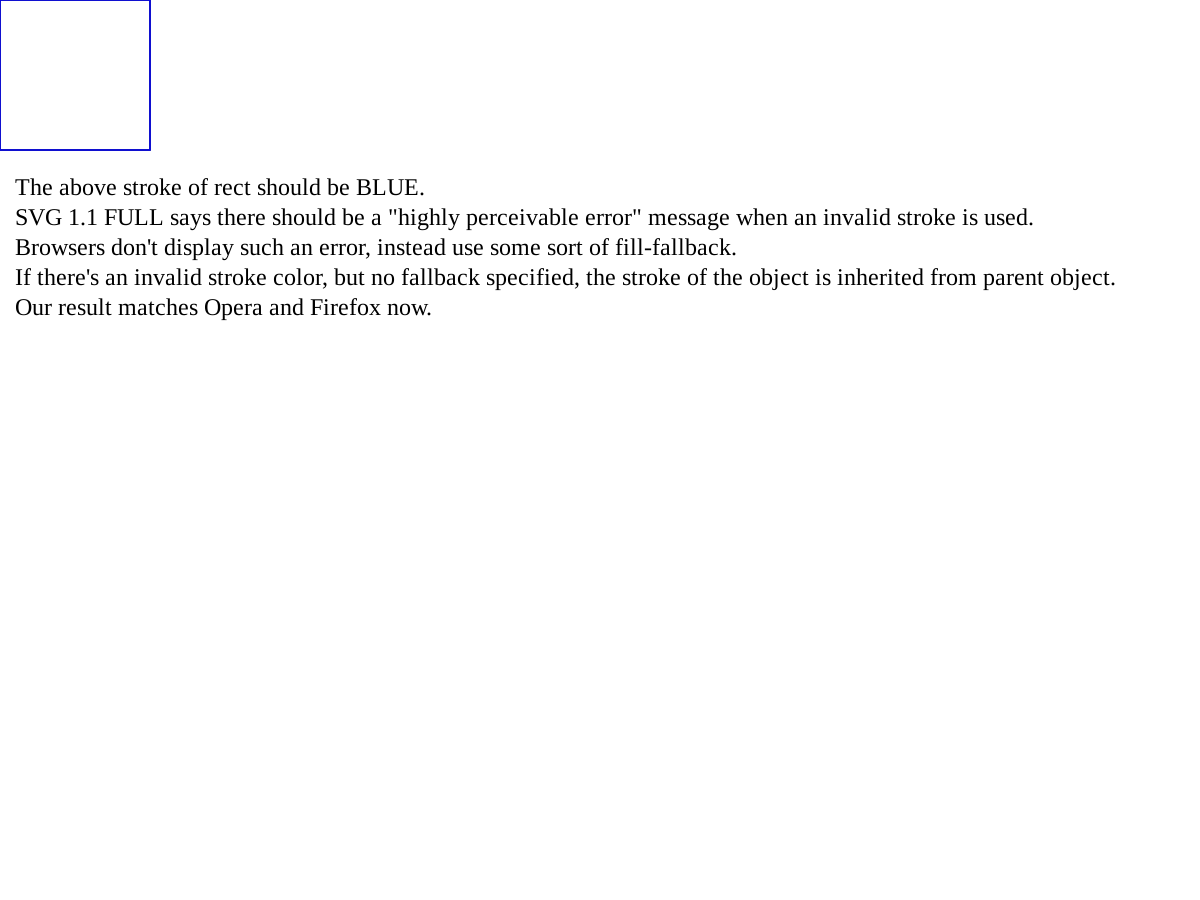 The above stroke of rect should be BLUE.
SVG 1.1 FULL says there should be a "highly perceivable error" message when an invalid stroke is used.
Browsers don't display such an error, instead use some sort of fill-fallback.
If there's an invalid stroke color, but no fallback specified, the stroke of the object is inherited from parent object.
Our result matches Opera and Firefox now.